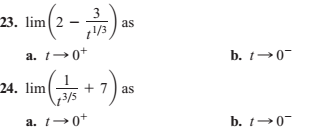 23. lim(2 − 3/t^{1/3}) as
a. t→0⁺ b. t→0⁻
24. lim(1/t^{3/5} + 7) as
a. t→0⁺ b. t→0⁻